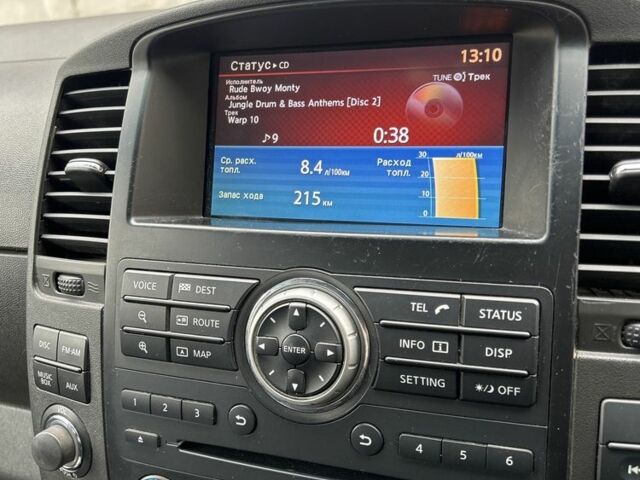 Статус ▸ CD
13:10
Исполнитель
Rude Bwoy Monty
Альбом
Jungle Drum & Bass Anthems [Disc 2]
Трек
Warp 10
TUNE Трек
♪9
0:38
Ср. расх.
топл.
8.4 л/100км
Запас хода
215 км
Расход
топл.
л/100км
30
20
10
0
VOICE
DEST
ROUTE
MAP
ENTER
TEL
STATUS
INFO
DISP
SETTING
OFF
DISC
FM·AM
MUSIC
BOX
AUX
1
2
3
4
5
6